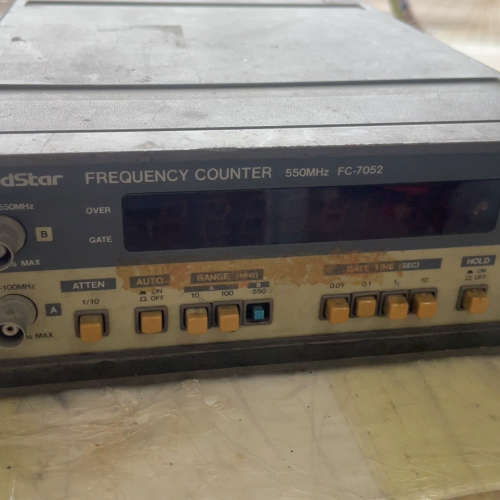 dStar FREQUENCY COUNTER 550MHz FC-7052
550MHz
OVER
B
GATE
MAX
100MHz
ATTEN AUTO RANGE (MHz) GATE TIME (SEC) HOLD
ON
OFF
A B
1/10
ON
OFF
10 100 550
0.01 0.1 1 10
A
MAX